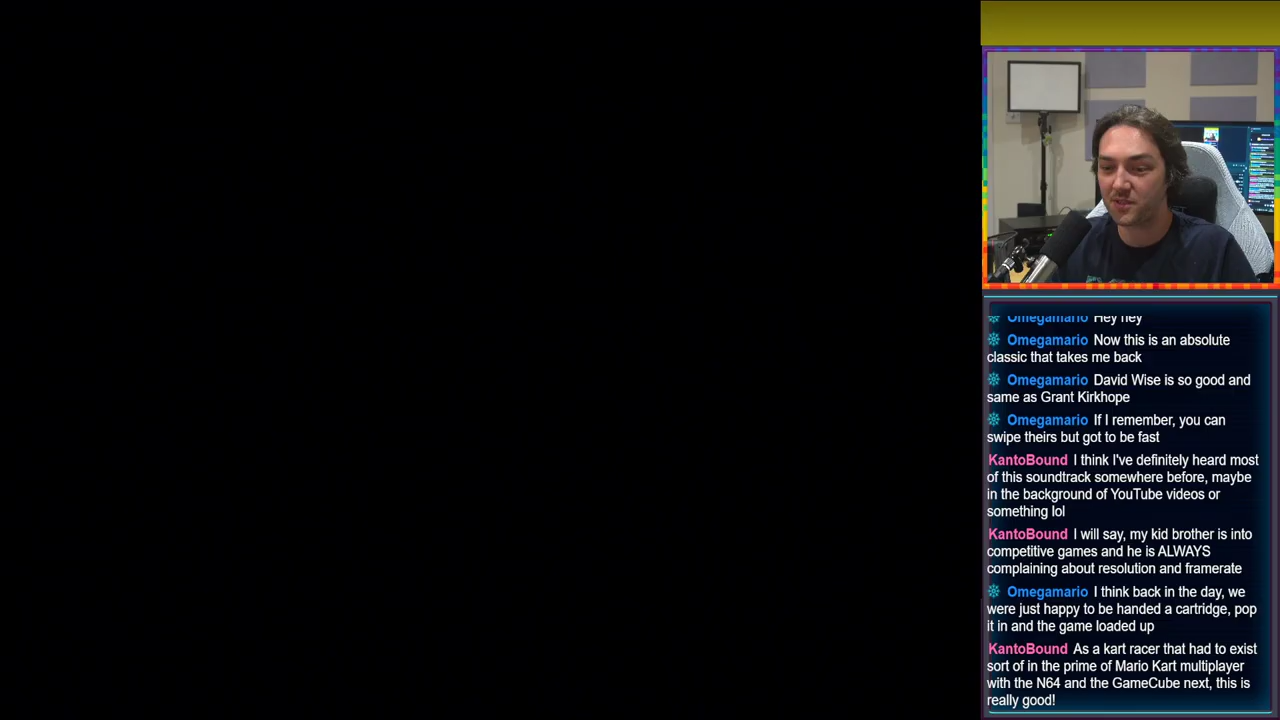 Omegamario Hey hey
Omegamario Now this is an absolute
classic that takes me back
Omegamario David Wise is so good and
same as Grant Kirkhope
Omegamario If I remember, you can
swipe theirs but got to be fast
KantoBound I think I've definitely heard most
of this soundtrack somewhere before, maybe
in the background of YouTube videos or
something lol
KantoBound I will say, my kid brother is into
competitive games and he is ALWAYS
complaining about resolution and framerate
Omegamario I think back in the day, we
were just happy to be handed a cartridge, pop
it in and the game loaded up
KantoBound As a kart racer that had to exist
sort of in the prime of Mario Kart multiplayer
with the N64 and the GameCube next, this is
really good!